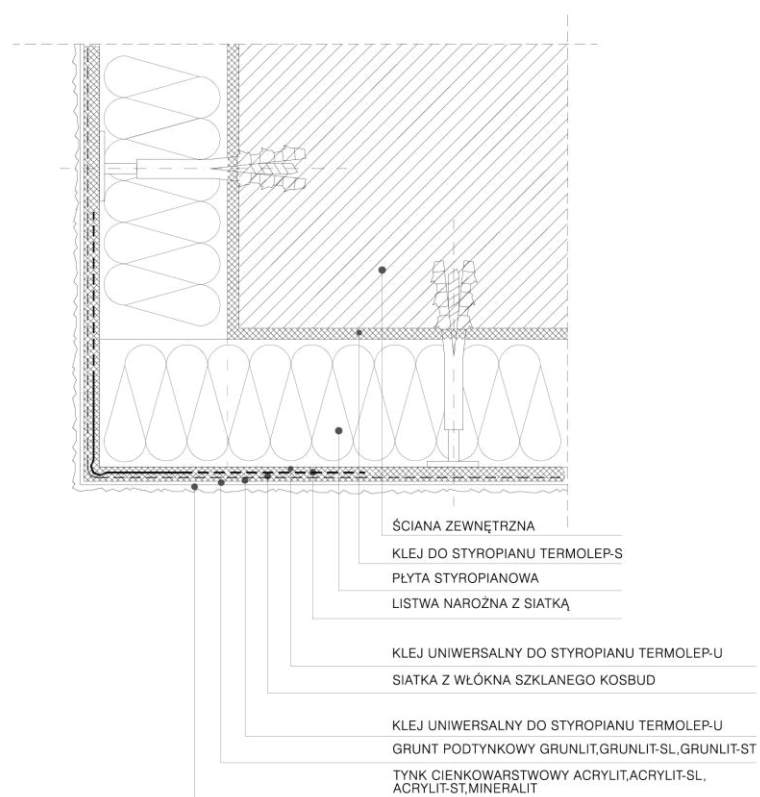 ŚCIANA ZEWNĘTRZNA
KLEJ DO STYROPIANU TERMOLEP-S
PŁYTA STYROPIANOWA
LISTWA NAROŻNA Z SIATKĄ
KLEJ UNIWERSALNY DO STYROPIANU TERMOLEP-U
SIATKA Z WŁÓKNA SZKLANEGO KOSBUD
KLEJ UNIWERSALNY DO STYROPIANU TERMOLEP-U
GRUNT PODTYNKOWY GRUNLIT,GRUNLIT-SL,GRUNLIT-ST
TYNK CIENKOWARSTWOWY ACRYLIT,ACRYLIT-SL,
ACRYLIT-ST,MINERALIT